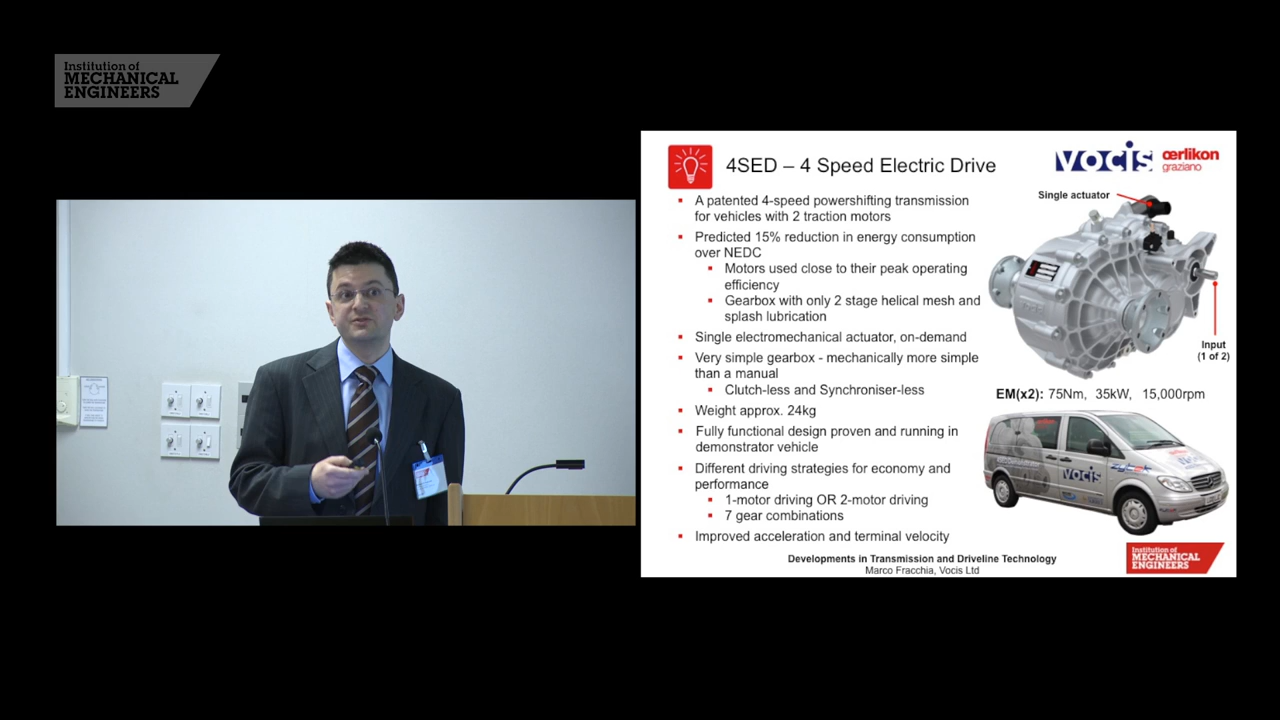 Institution of
MECHANICAL
ENGINEERS
4SED – 4 Speed Electric Drive
vocis
œrlikon
graziano
A patented 4-speed powershifting transmission
for vehicles with 2 traction motors
Predicted 15% reduction in energy consumption
over NEDC
Motors used close to their peak operating
efficiency
Gearbox with only 2 stage helical mesh and
splash lubrication
Single electromechanical actuator, on-demand
Very simple gearbox - mechanically more simple
than a manual
Clutch-less and Synchroniser-less
Weight approx. 24kg
Fully functional design proven and running in
demonstrator vehicle
Different driving strategies for economy and
performance
1-motor driving OR 2-motor driving
7 gear combinations
Improved acceleration and terminal velocity
Single actuator
Input
(1 of 2)
EM(x2): 75Nm, 35kW, 15,000rpm
vocis
Developments in Transmission and Driveline Technology
Marco Fracchia, Vocis Ltd
Institution of
MECHANICAL
ENGINEERS